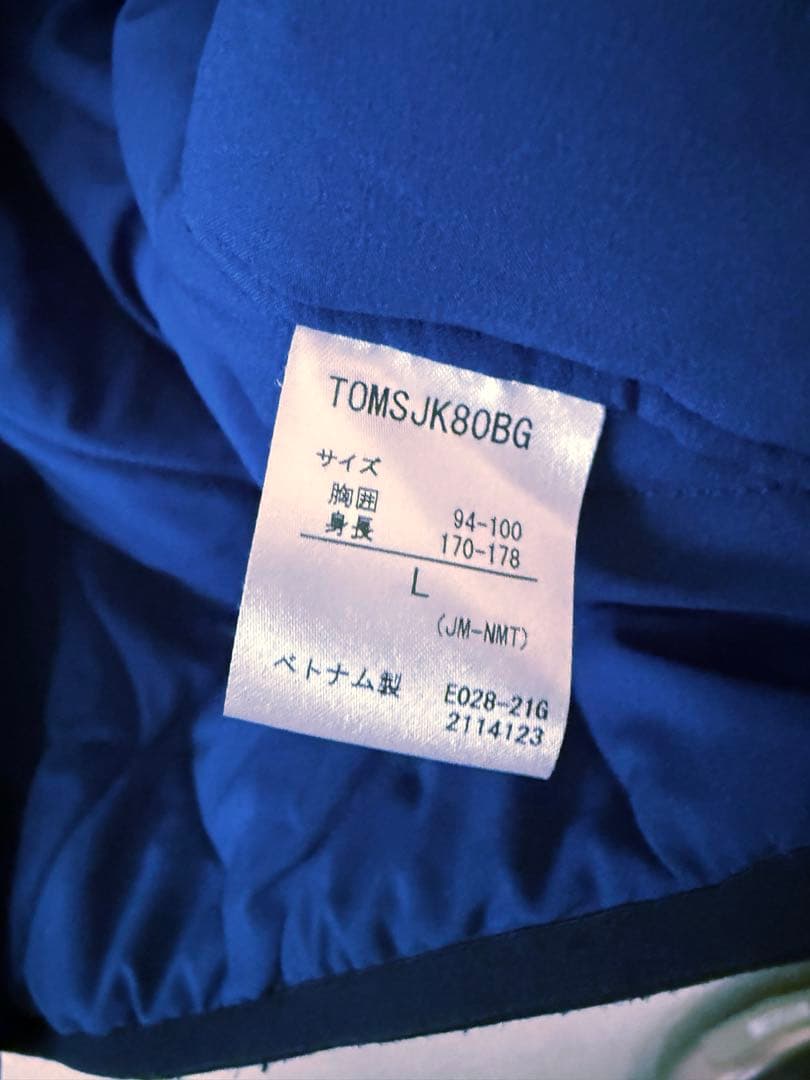 TOMSJK80BG
サイズ
胸囲 94-100
身長 170-178
L
(JM-NMT)
ベトナム製 E028-21G
2114123